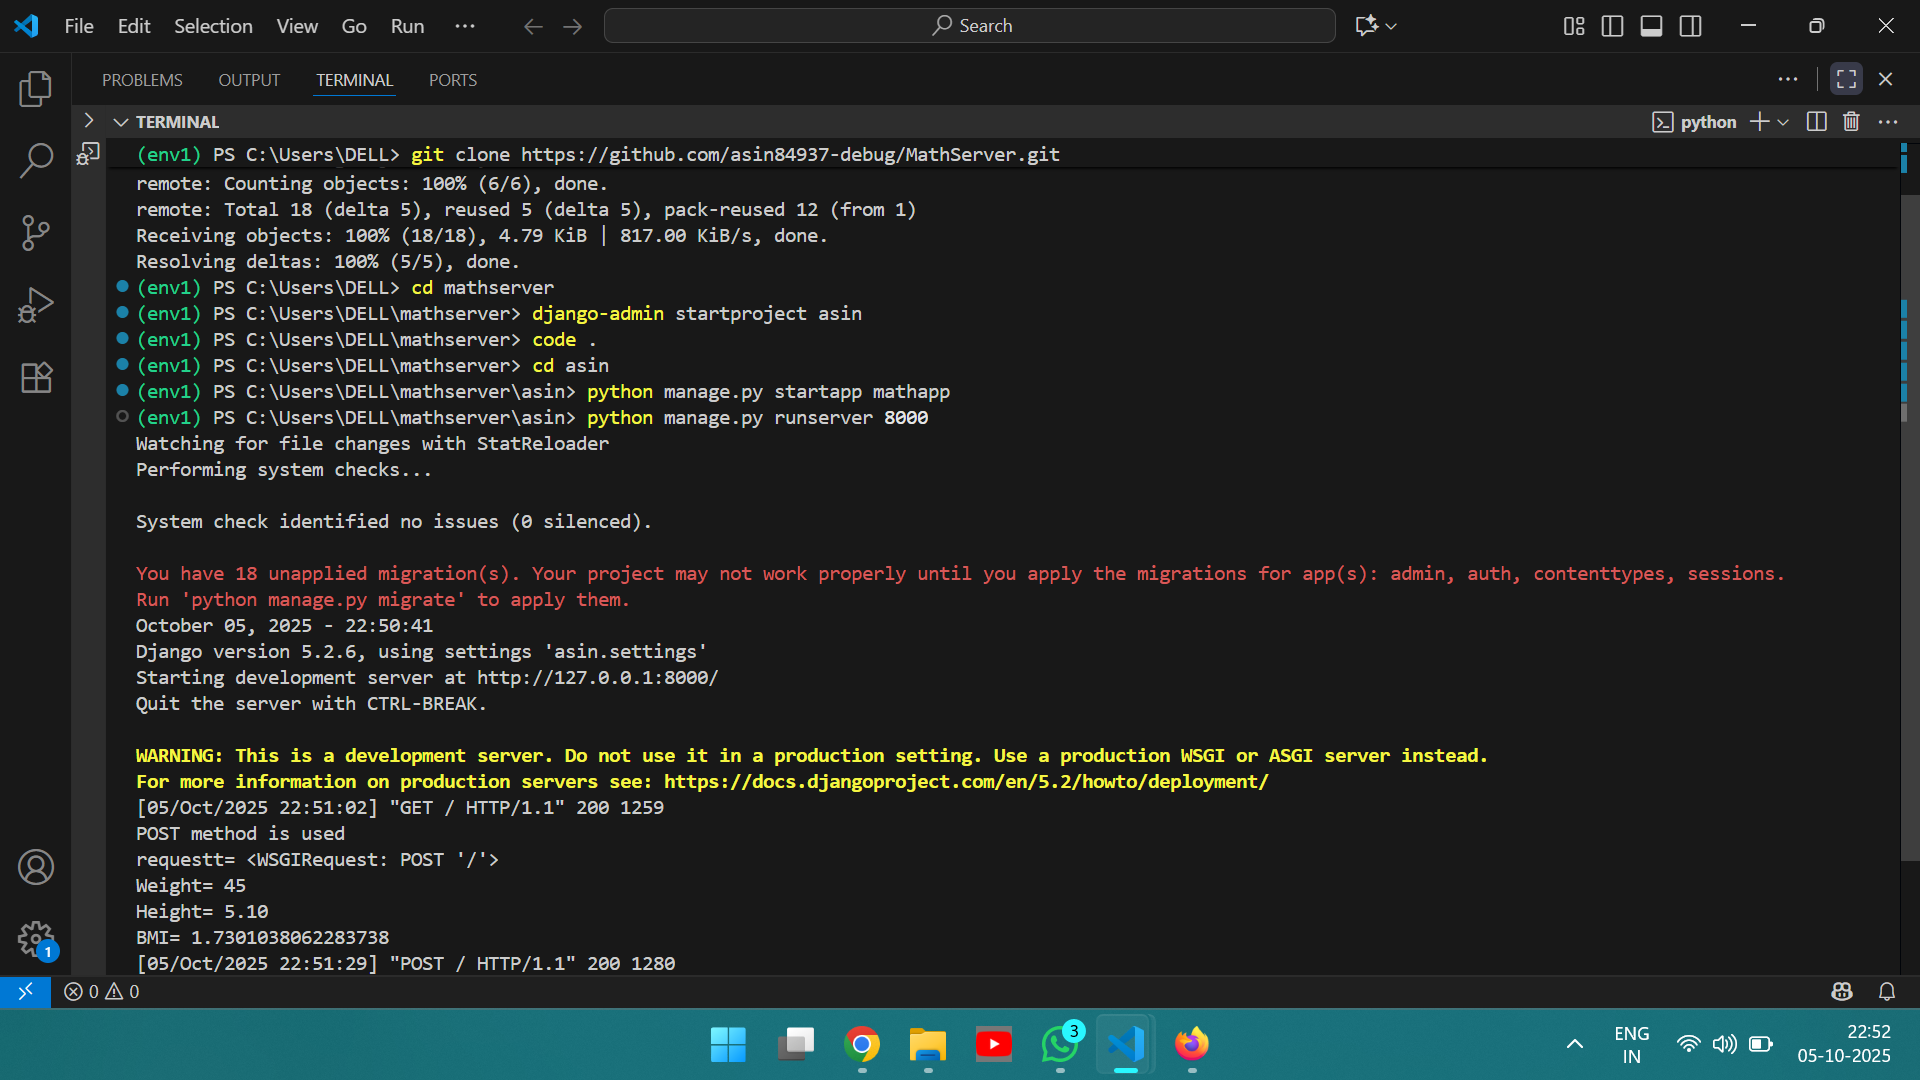 File Edit Selection View Go Run ··· Search
PROBLEMS OUTPUT TERMINAL PORTS
TERMINAL python
(env1) PS C:\Users\DELL> git clone https://github.com/asin84937-debug/MathServer.git
remote: Counting objects: 100% (6/6), done.
remote: Total 18 (delta 5), reused 5 (delta 5), pack-reused 12 (from 1)
Receiving objects: 100% (18/18), 4.79 KiB | 817.00 KiB/s, done.
Resolving deltas: 100% (5/5), done.
(env1) PS C:\Users\DELL> cd mathserver
(env1) PS C:\Users\DELL\mathserver> django-admin startproject asin
(env1) PS C:\Users\DELL\mathserver> code .
(env1) PS C:\Users\DELL\mathserver> cd asin
(env1) PS C:\Users\DELL\mathserver\asin> python manage.py startapp mathapp
(env1) PS C:\Users\DELL\mathserver\asin> python manage.py runserver 8000
Watching for file changes with StatReloader
Performing system checks...
System check identified no issues (0 silenced).
You have 18 unapplied migration(s). Your project may not work properly until you apply the migrations for app(s): admin, auth, contenttypes, sessions.
Run 'python manage.py migrate' to apply them.
October 05, 2025 - 22:50:41
Django version 5.2.6, using settings 'asin.settings'
Starting development server at http://127.0.0.1:8000/
Quit the server with CTRL-BREAK.
WARNING: This is a development server. Do not use it in a production setting. Use a production WSGI or ASGI server instead.
For more information on production servers see: https://docs.djangoproject.com/en/5.2/howto/deployment/
[05/Oct/2025 22:51:02] "GET / HTTP/1.1" 200 1259
POST method is used
requestt= <WSGIRequest: POST '/'>
Weight= 45
Height= 5.10
BMI= 1.7301038062283738
[05/Oct/2025 22:51:29] "POST / HTTP/1.1" 200 1280
1
0 0
3
ENG
IN
22:52
05-10-2025